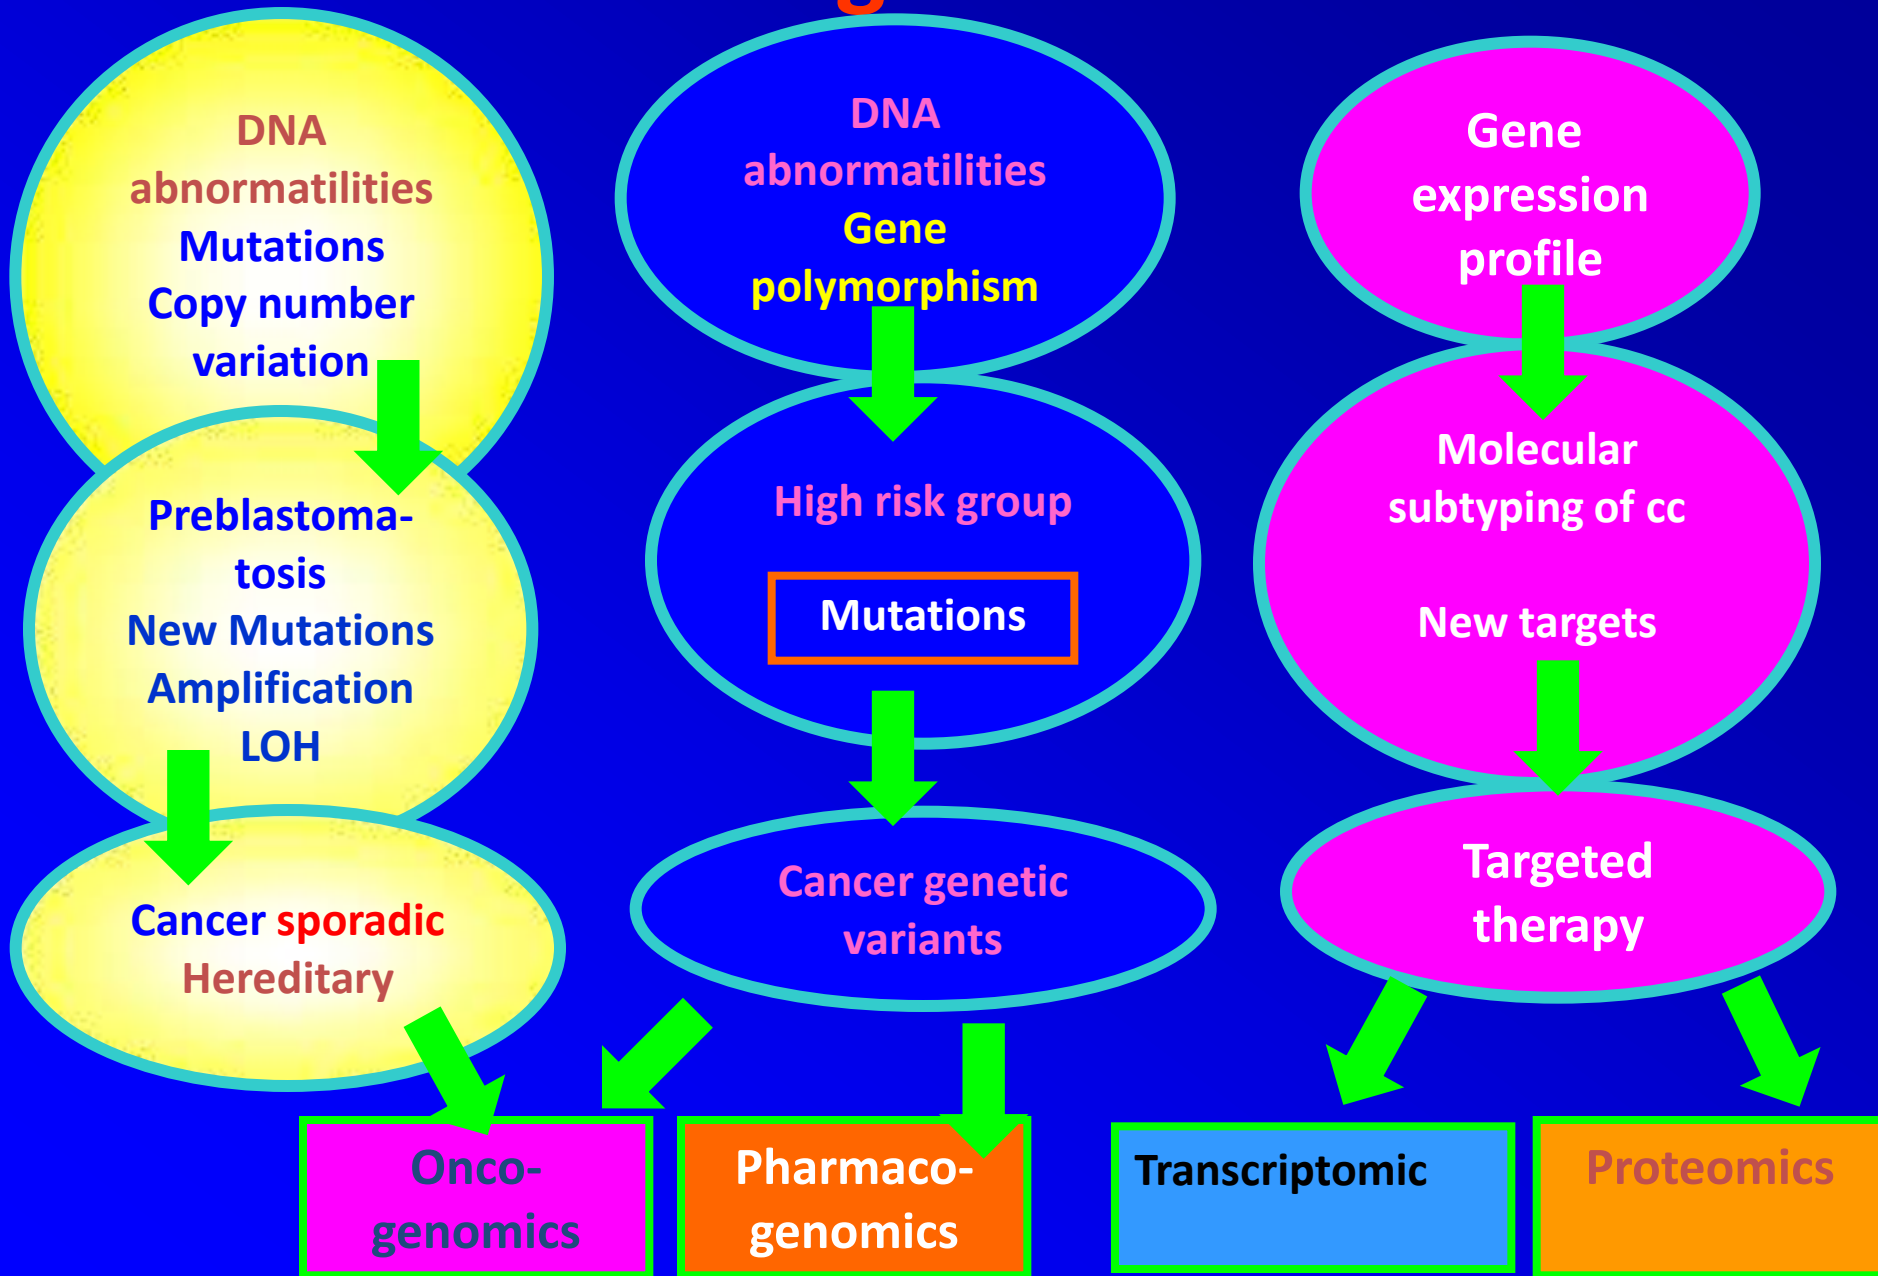 g
DNA
abnormatilities
Mutations
Copy number
variation
Preblastoma-
tosis
New Mutations
Amplification
LOH
Cancer sporadic
Hereditary
DNA
abnormatilities
Gene
polymorphism
High risk group
Mutations
Cancer genetic
variants
Gene
expression
profile
Molecular
subtyping of cc
New targets
Targeted
therapy
Onco-
genomics
Pharmaco-
genomics
Transcriptomic
Proteomics